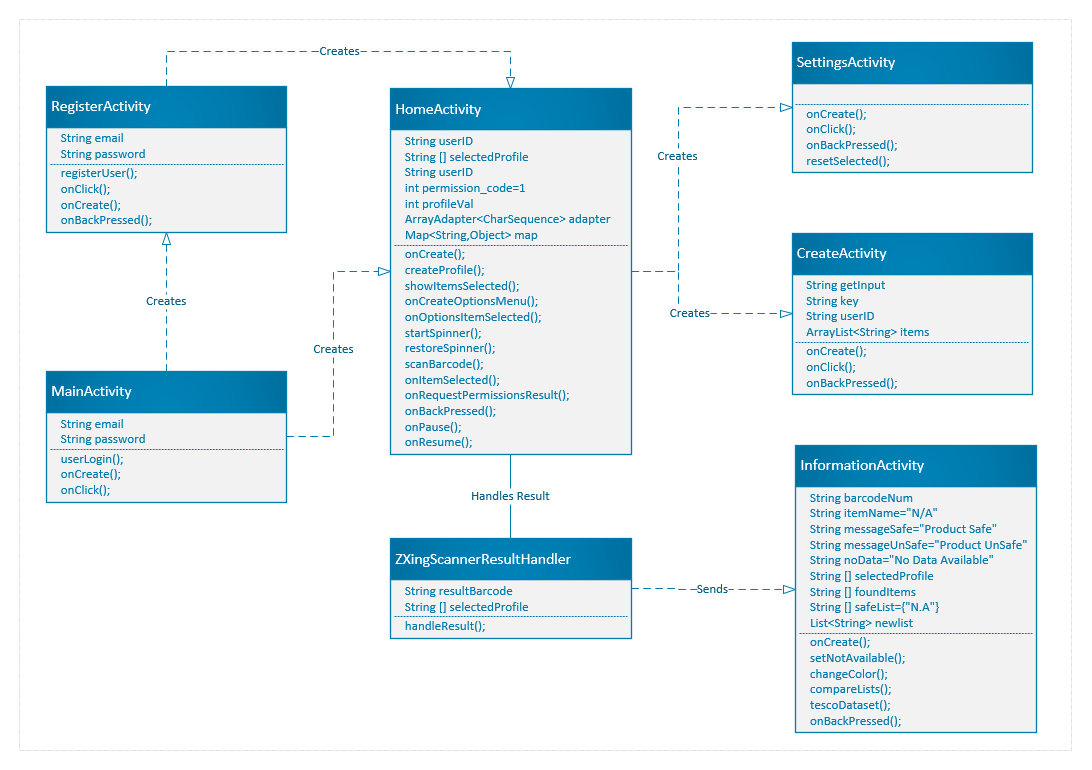 Creates
RegisterActivity
String email
String password
registerUser();
onClick();
onCreate();
onBackPressed();
Creates
MainActivity
String email
String password
userLogin();
onCreate();
onClick();
Creates
HomeActivity
String userID
String [] selectedProfile
String userID
int permission_code=1
int profileVal
ArrayAdapter<CharSequence> adapter
Map<String,Object> map
onCreate();
createProfile();
showItemsSelected();
onCreateOptionsMenu();
onOptionsItemSelected();
startSpinner();
restoreSpinner();
scanBarcode();
onItemSelected();
onRequestPermissionsResult();
onBackPressed();
onPause();
onResume();
Handles Result
ZXingScannerResultHandler
String resultBarcode
String [] selectedProfile
handleResult();
Creates
SettingsActivity
onCreate();
onClick();
onBackPressed();
resetSelected();
Creates
CreateActivity
String getInput
String key
String userID
ArrayList<String> items
onCreate();
onClick();
onBackPressed();
Sends
InformationActivity
String barcodeNum
String itemName="N/A"
String messageSafe="Product Safe"
String messageUnSafe="Product UnSafe"
String noData="No Data Available"
String [] selectedProfile
String [] foundItems
String [] safeList={"N.A"}
List<String> newlist
onCreate();
setNotAvailable();
changeColor();
compareLists();
tescoDataset();
onBackPressed();